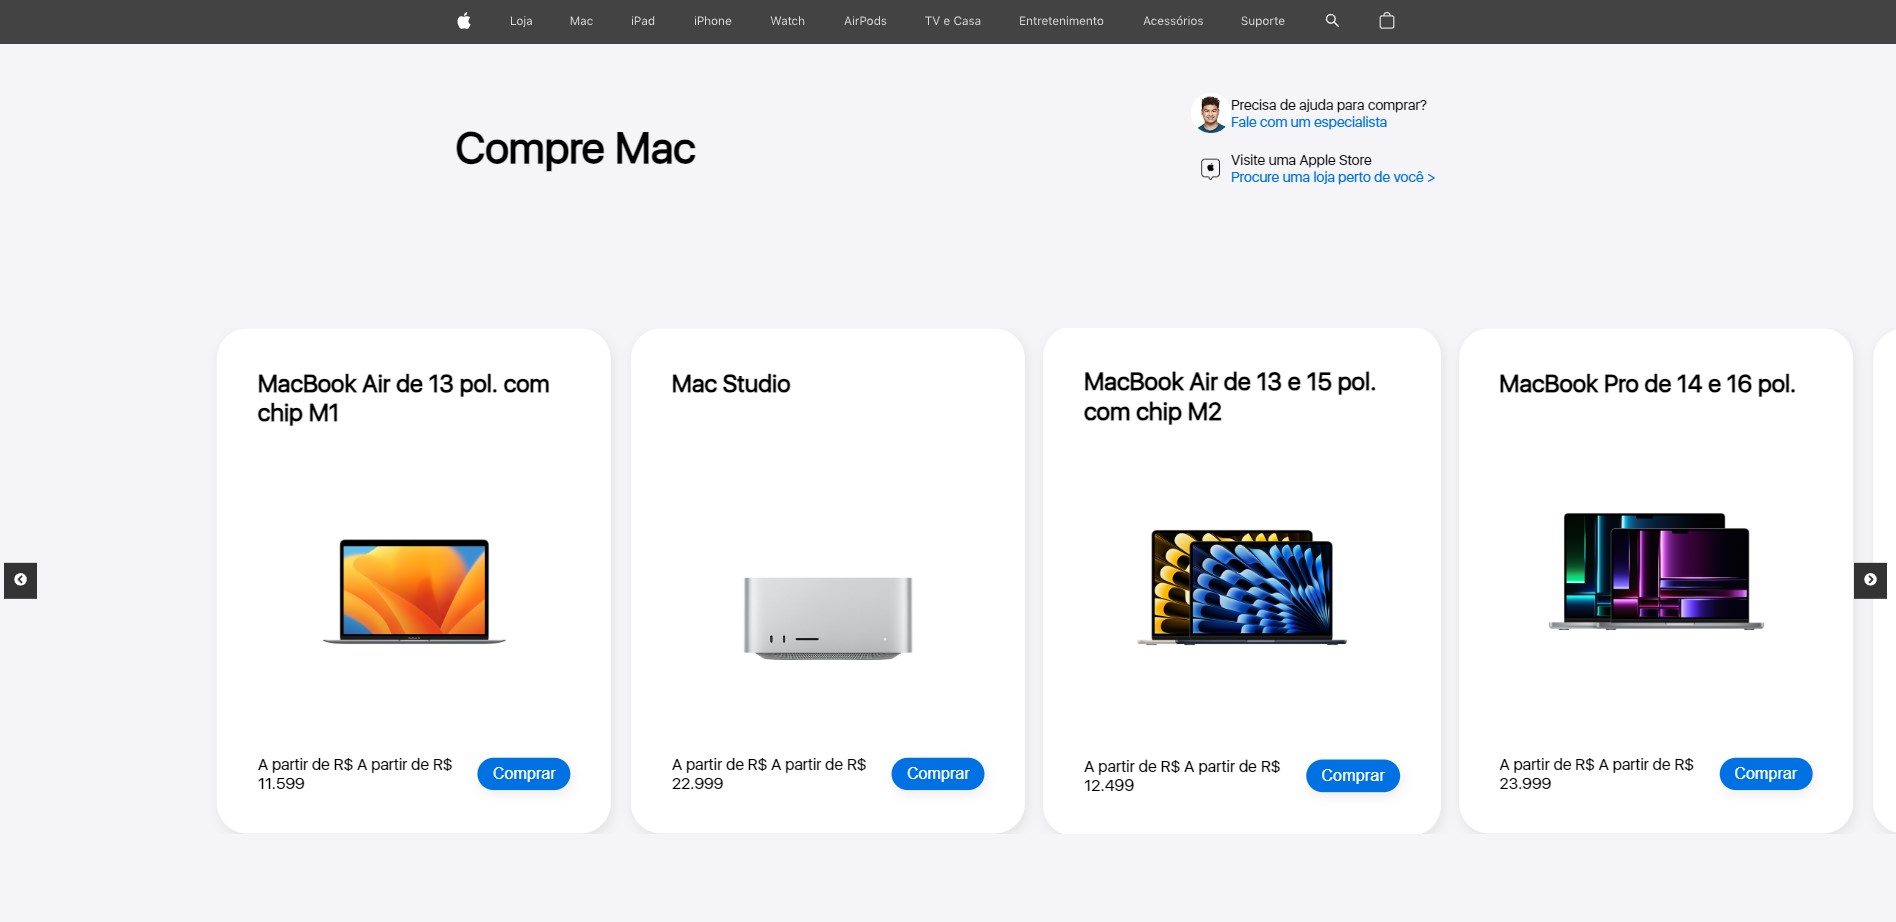 Loja Mac iPad iPhone Watch AirPods TV e Casa Entretenimento Acessórios Suporte
Compre Mac
Precisa de ajuda para comprar?
Fale com um especialista
Visite uma Apple Store
Procure uma loja perto de você >
MacBook Air de 13 pol. com
chip M1
A partir de R$ A partir de R$
11.599
Comprar
Mac Studio
A partir de R$ A partir de R$
22.999
Comprar
MacBook Air de 13 e 15 pol.
com chip M2
A partir de R$ A partir de R$
12.499
Comprar
MacBook Pro de 14 e 16 pol.
A partir de R$ A partir de R$
23.999
Comprar